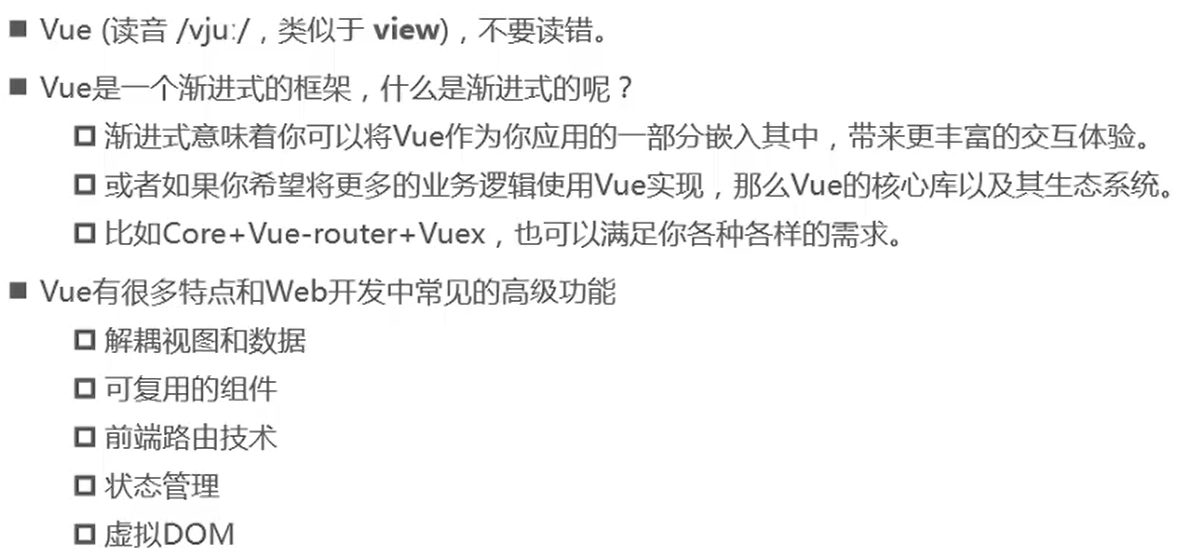 Vue (读音 /vjuː/，类似于 view)，不要读错。
Vue是一个渐进式的框架，什么是渐进式的呢？
渐进式意味着你可以将Vue作为你应用的一部分嵌入其中，带来更丰富的交互体验。
或者如果你希望将更多的业务逻辑使用Vue实现，那么Vue的核心库以及其生态系统。
比如Core+Vue-router+Vuex，也可以满足你各种各样的需求。
Vue有很多特点和Web开发中常见的高级功能
解耦视图和数据
可复用的组件
前端路由技术
状态管理
虚拟DOM